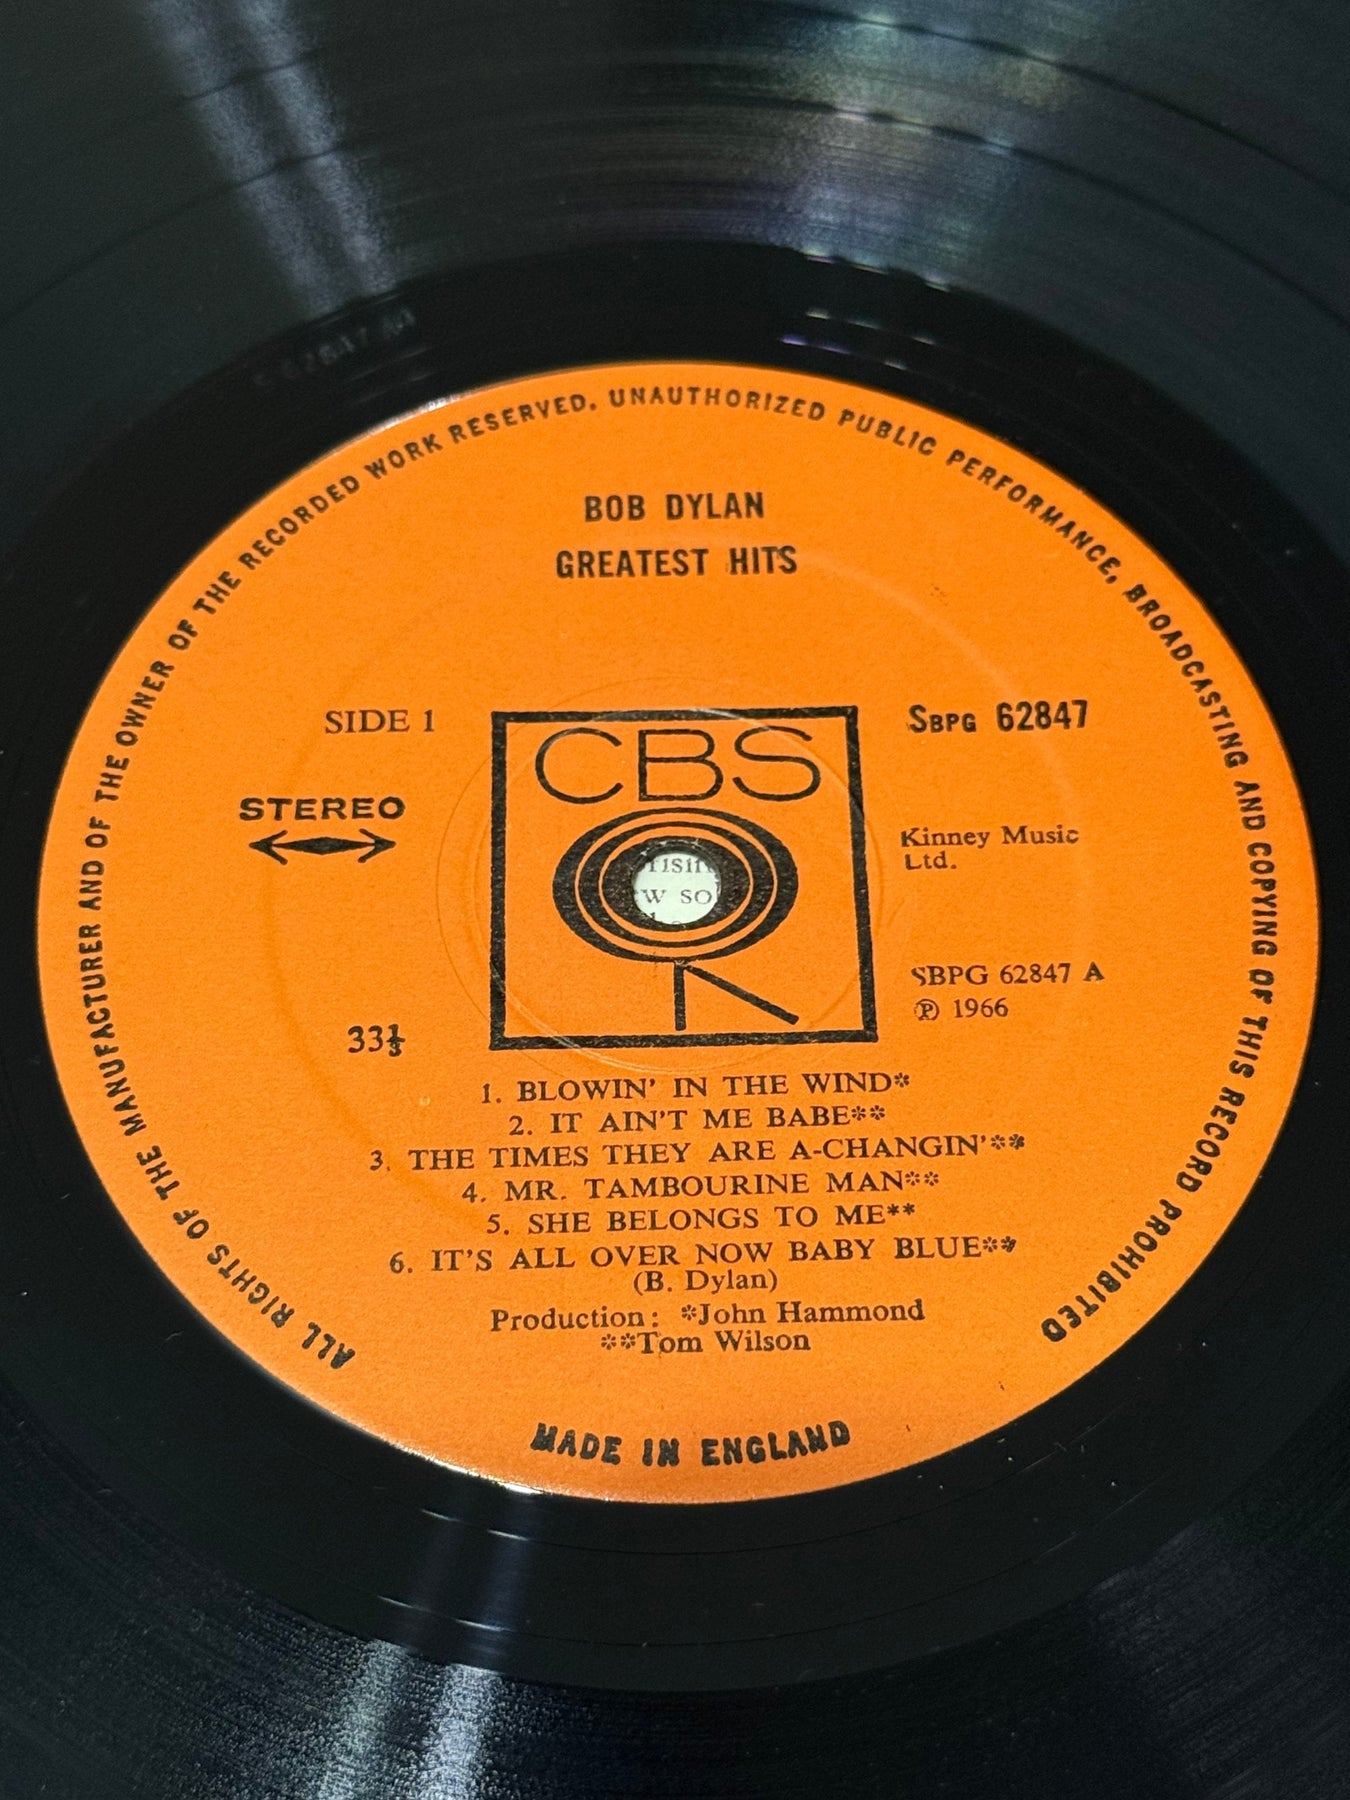 ALL RIGHTS OF THE MANUFACTURER AND OF THE OWNER OF THE RECORDED WORK RESERVED. UNAUTHORIZED PUBLIC PERFORMANCE, BROADCASTING AND COPYING OF THIS RECORD PROHIBITED
BOB DYLAN
GREATEST HITS
SIDE 1
STEREO
33⅓
CBS
SBPG 62847
Kinney Music
Ltd.
SBPG 62847 A
Ⓟ 1966
1. BLOWIN' IN THE WIND*
2. IT AIN'T ME BABE**
3. THE TIMES THEY ARE A-CHANGIN'**
4. MR. TAMBOURINE MAN**
5. SHE BELONGS TO ME**
6. IT'S ALL OVER NOW BABY BLUE**
(B. Dylan)
Production: *John Hammond
**Tom Wilson
MADE IN ENGLAND